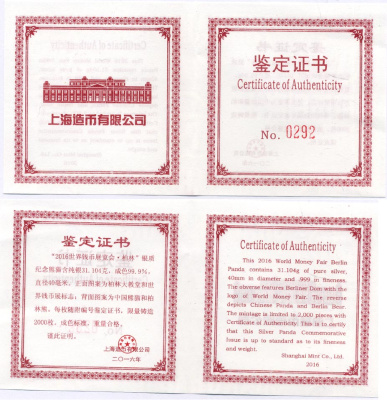 上海造币有限公司
鉴定证书
Certificate of Authenticity
No. 0292
鉴定证书
“2016世界钱币展览会·柏林”银质
纪念熊猫含纯银31.104克，成色99.9%，
直径40毫米。正面图案为柏林大教堂和世
界钱币展标志；背面图案为中国熊猫和柏
林熊。每枚随附编号鉴定证书，限量铸造
2000枚，成色标准，重量合格。
谨此证明。
上海造币有限公司
二〇一六年
Certificate of Authenticity
This 2016 World Money Fair Berlin
Panda contains 31.104g of pure silver,
40mm in diameter and .999 in fineness.
The obverse features Berliner Dom with the
logo of World Money Fair. The reverse
depicts Chinese Panda and Berlin Bear.
The mintage is limited to 2,000 pieces with
Certificate of Authenticity. This is to certify
that this Silver Panda Commemorative
Issue is up to standard as to its fineness
and weight.
Shanghai Mint Co., Ltd.
2016